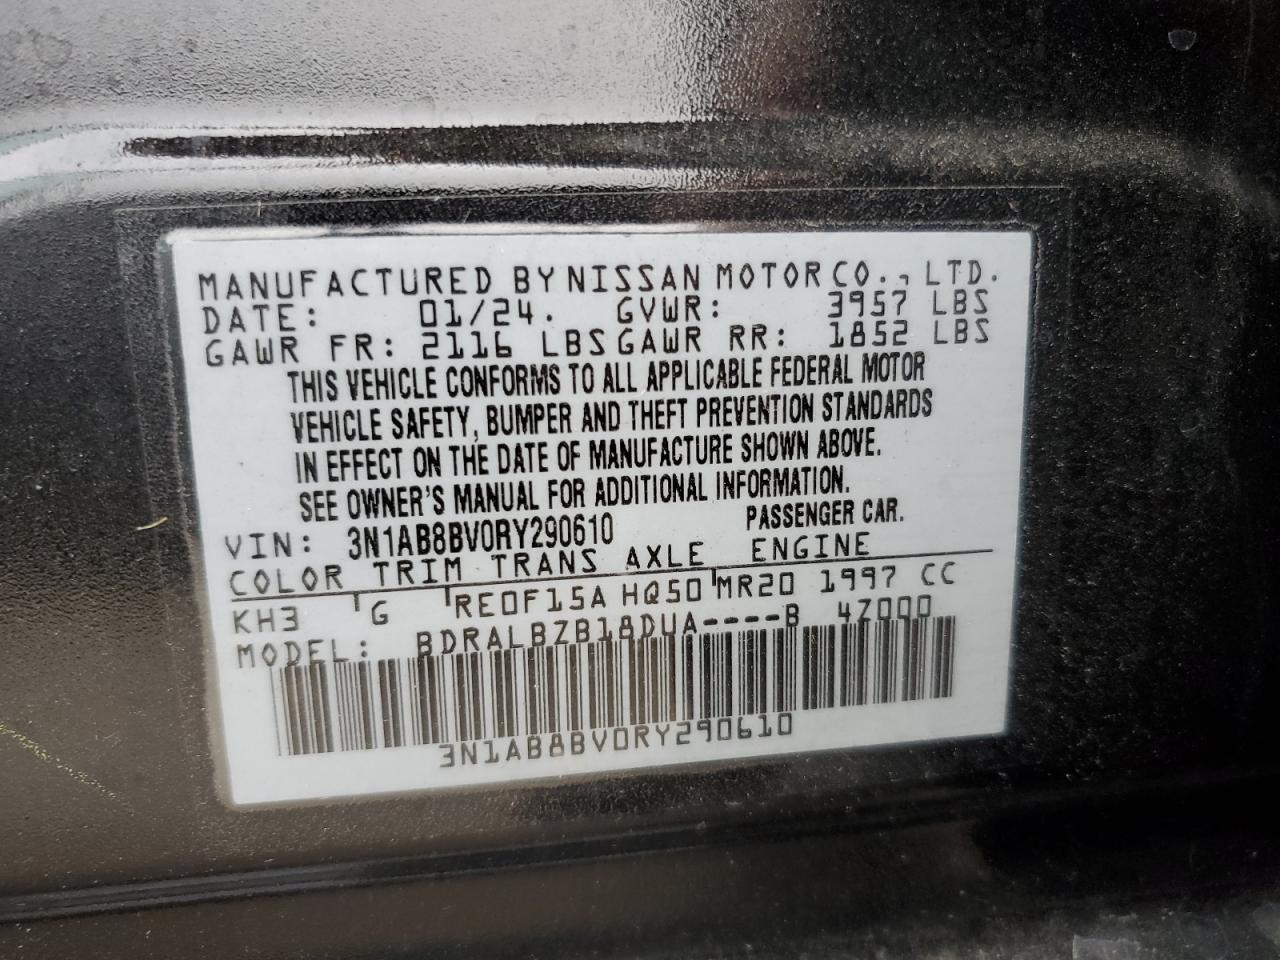 MANUFACTURED BY NISSAN MOTOR CO., LTD.
DATE: 01/24. GVWR: 3957 LBS
GAWR FR: 2116 LBS GAWR RR: 1852 LBS
THIS VEHICLE CONFORMS TO ALL APPLICABLE FEDERAL MOTOR
VEHICLE SAFETY, BUMPER AND THEFT PREVENTION STANDARDS
IN EFFECT ON THE DATE OF MANUFACTURE SHOWN ABOVE.
SEE OWNER'S MANUAL FOR ADDITIONAL INFORMATION.
VIN: 3N1AB8BV0RY290610 PASSENGER CAR.
COLOR TRIM TRANS AXLE ENGINE
KH3 G RE0F15A HQ50 MR20 1997 CC
MODEL: BDRALBZB18DUA----B 4Z000
3N1AB8BV0RY290610